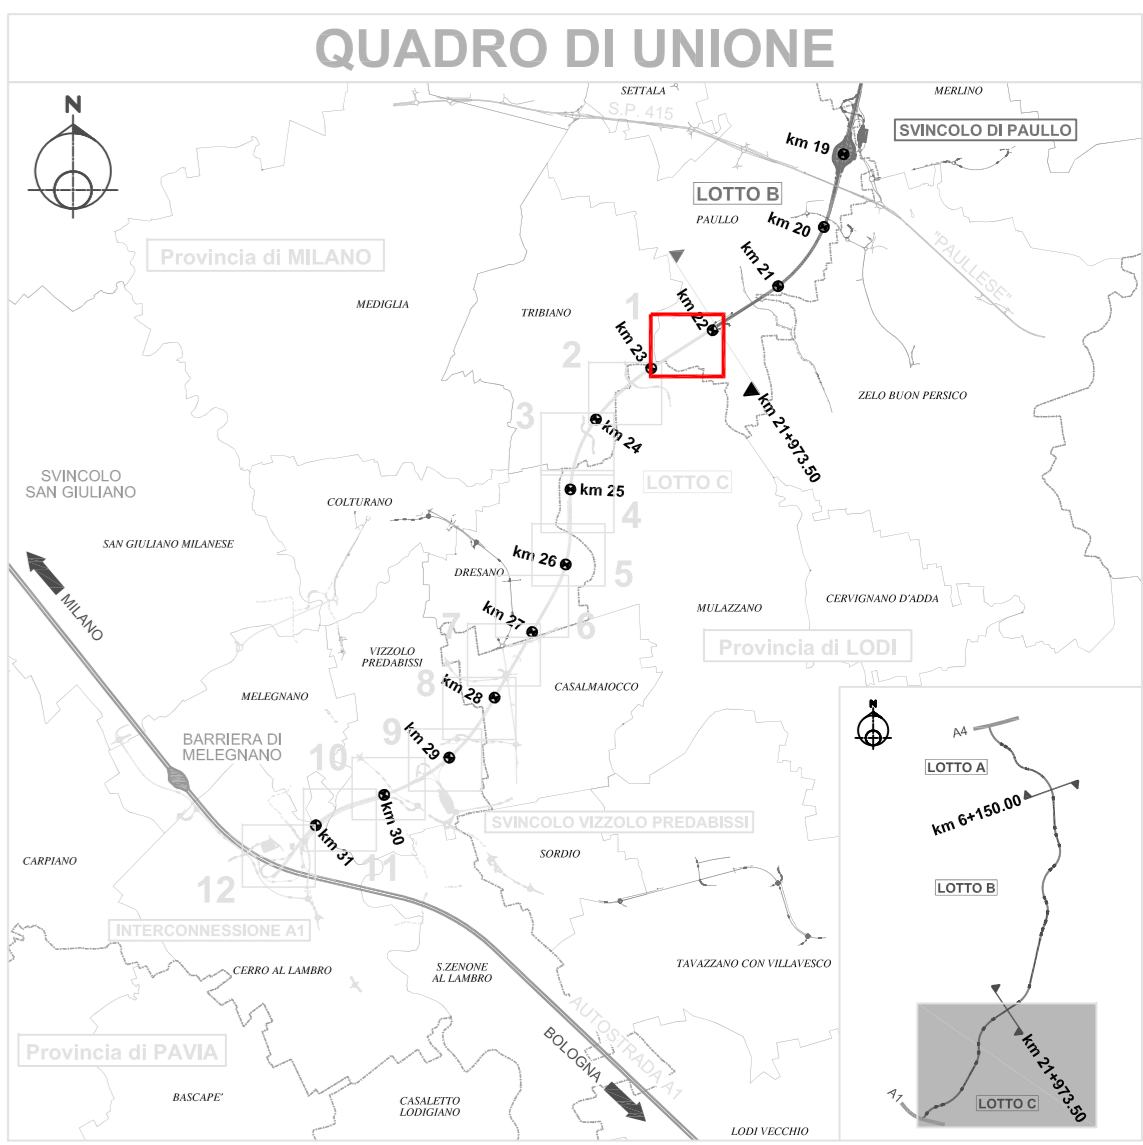 QUADRO DI UNIONE
N
SETTALA
MERLINO
S.P. 415
SVINCOLO DI PAULLO
km 19
LOTTO B
PAULLO
km 20
Provincia di MILANO
"PAULLESE"
km 21
MEDIGLIA
TRIBIANO
1
km 22
km 23
2
ZELO BUON PERSICO
3
km 24
km 21+973.50
SVINCOLO
SAN GIULIANO
LOTTO C
km 25
COLTURANO
4
SAN GIULIANO MILANESE
km 26
DRESANO
5
MILANO
MULAZZANO
CERVIGNANO D'ADDA
km 27
7
6
Provincia di LODI
VIZZOLO
PREDABISSI
8
km 28
CASALMAIOCCO
MELEGNANO
BARRIERA DI
MELEGNANO
9
km 29
10
km 30
km 31
SVINCOLO VIZZOLO PREDABISSI
SORDIO
CARPIANO
11
12
INTERCONNESSIONE A1
CERRO AL LAMBRO
S.ZENONE
AL LAMBRO
TAVAZZANO CON VILLAVESCO
AUTOSTRADA A1
BOLOGNA
Provincia di PAVIA
BASCAPE'
CASALETTO
LODIGIANO
LODI VECCHIO
N
A4
LOTTO A
km 6+150.00
LOTTO B
km 21+973.50
A1
LOTTO C